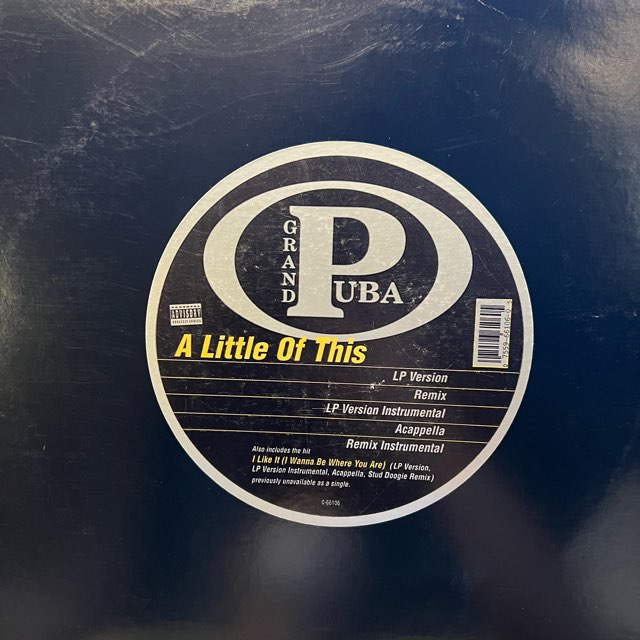 GRAND
PUBA
ADVISORY
A Little Of This
LP Version
Remix
LP Version Instrumental
Acappella
Remix Instrumental
Also includes the hit
I Like It (I Wanna Be Where You Are) (LP Version,
LP Version Instrumental, Acappella, Stud Doogie Remix)
previously unavailable as a single.
0-66106